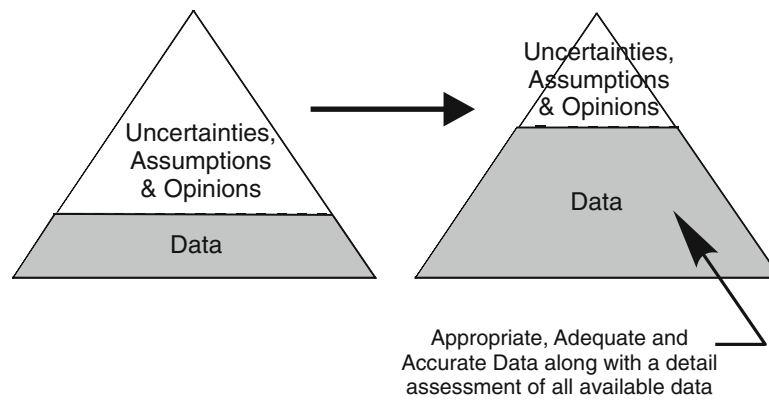 Uncertainties,
Assumptions
& Opinions
Data
Uncertainties,
Assumptions
& Opinions
Data
Appropriate, Adequate and
Accurate Data along with a detail
assessment of all available data